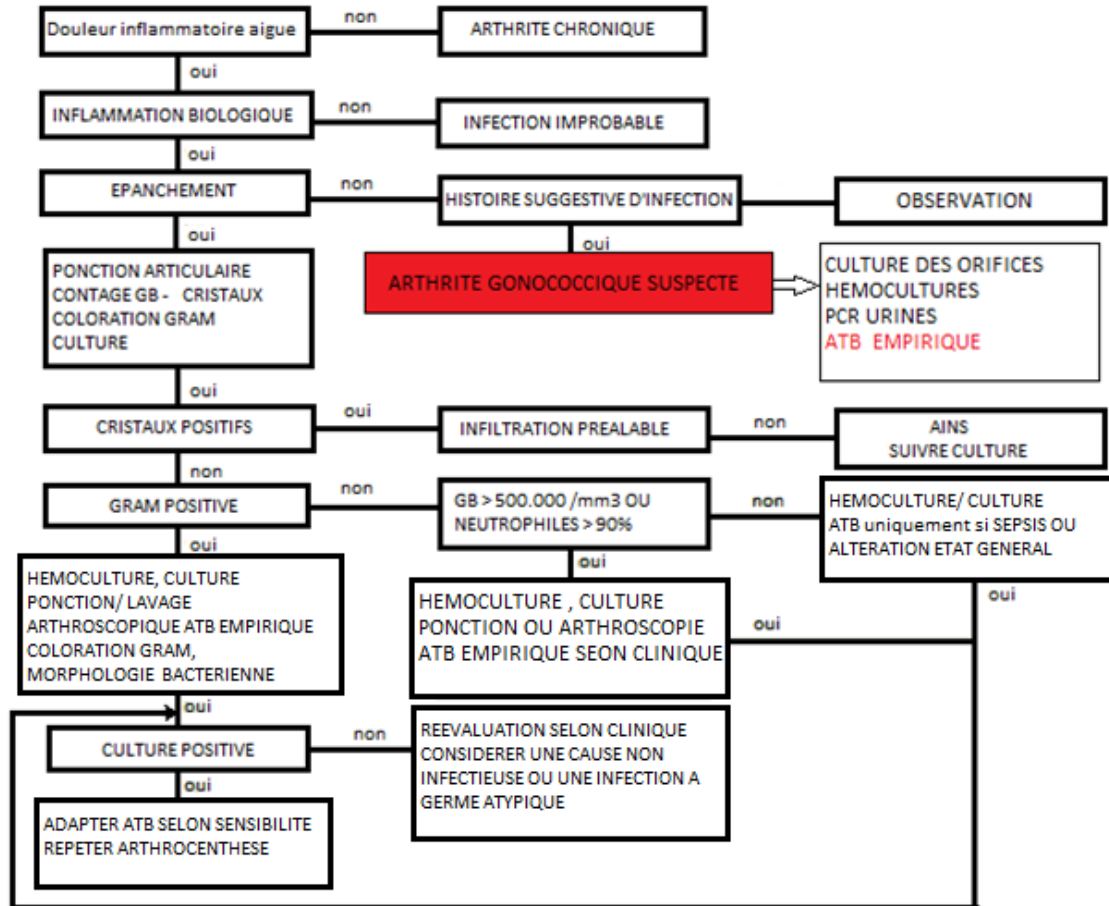 Douleur inflammatoire aigue
non
ARTHRITE CHRONIQUE
oui
INFLAMMATION BIOLOGIQUE
non
INFECTION IMPROBABLE
oui
EPANCHEMENT
non
HISTOIRE SUGGESTIVE D'INFECTION
OBSERVATION
oui
oui
PONCTION ARTICULAIRE
CONTAGE GB - CRISTAUX
COLORATION GRAM
CULTURE
ARTHRITE GONOCOCCIQUE SUSPECTE
CULTURE DES ORIFICES
HEMOCULTURES
PCR URINES
ATB EMPIRIQUE
oui
CRISTAUX POSITIFS
oui
INFILTRATION PREALABLE
non
AINS
SUIVRE CULTURE
non
GRAM POSITIVE
non
GB > 500.000 /mm3 OU
NEUTROPHILES > 90%
non
HEMOCULTURE/ CULTURE
ATB uniquement si SEPSIS OU
ALTERATION ETAT GENERAL
oui
oui
oui
HEMOCULTURE, CULTURE
PONCTION/ LAVAGE
ARTHROSCOPIQUE ATB EMPIRIQUE
COLORATION GRAM,
MORPHOLOGIE BACTERIENNE
HEMOCULTURE , CULTURE
PONCTION OU ARTHROSCOPIE
ATB EMPIRIQUE SEON CLINIQUE
oui
oui
CULTURE POSITIVE
non
REEVALUATION SELON CLINIQUE
CONSIDERER UNE CAUSE NON
INFECTIEUSE OU UNE INFECTION A
GERME ATYPIQUE
oui
ADAPTER ATB SELON SENSIBILITE
REPETER ARTHROCENTHESE